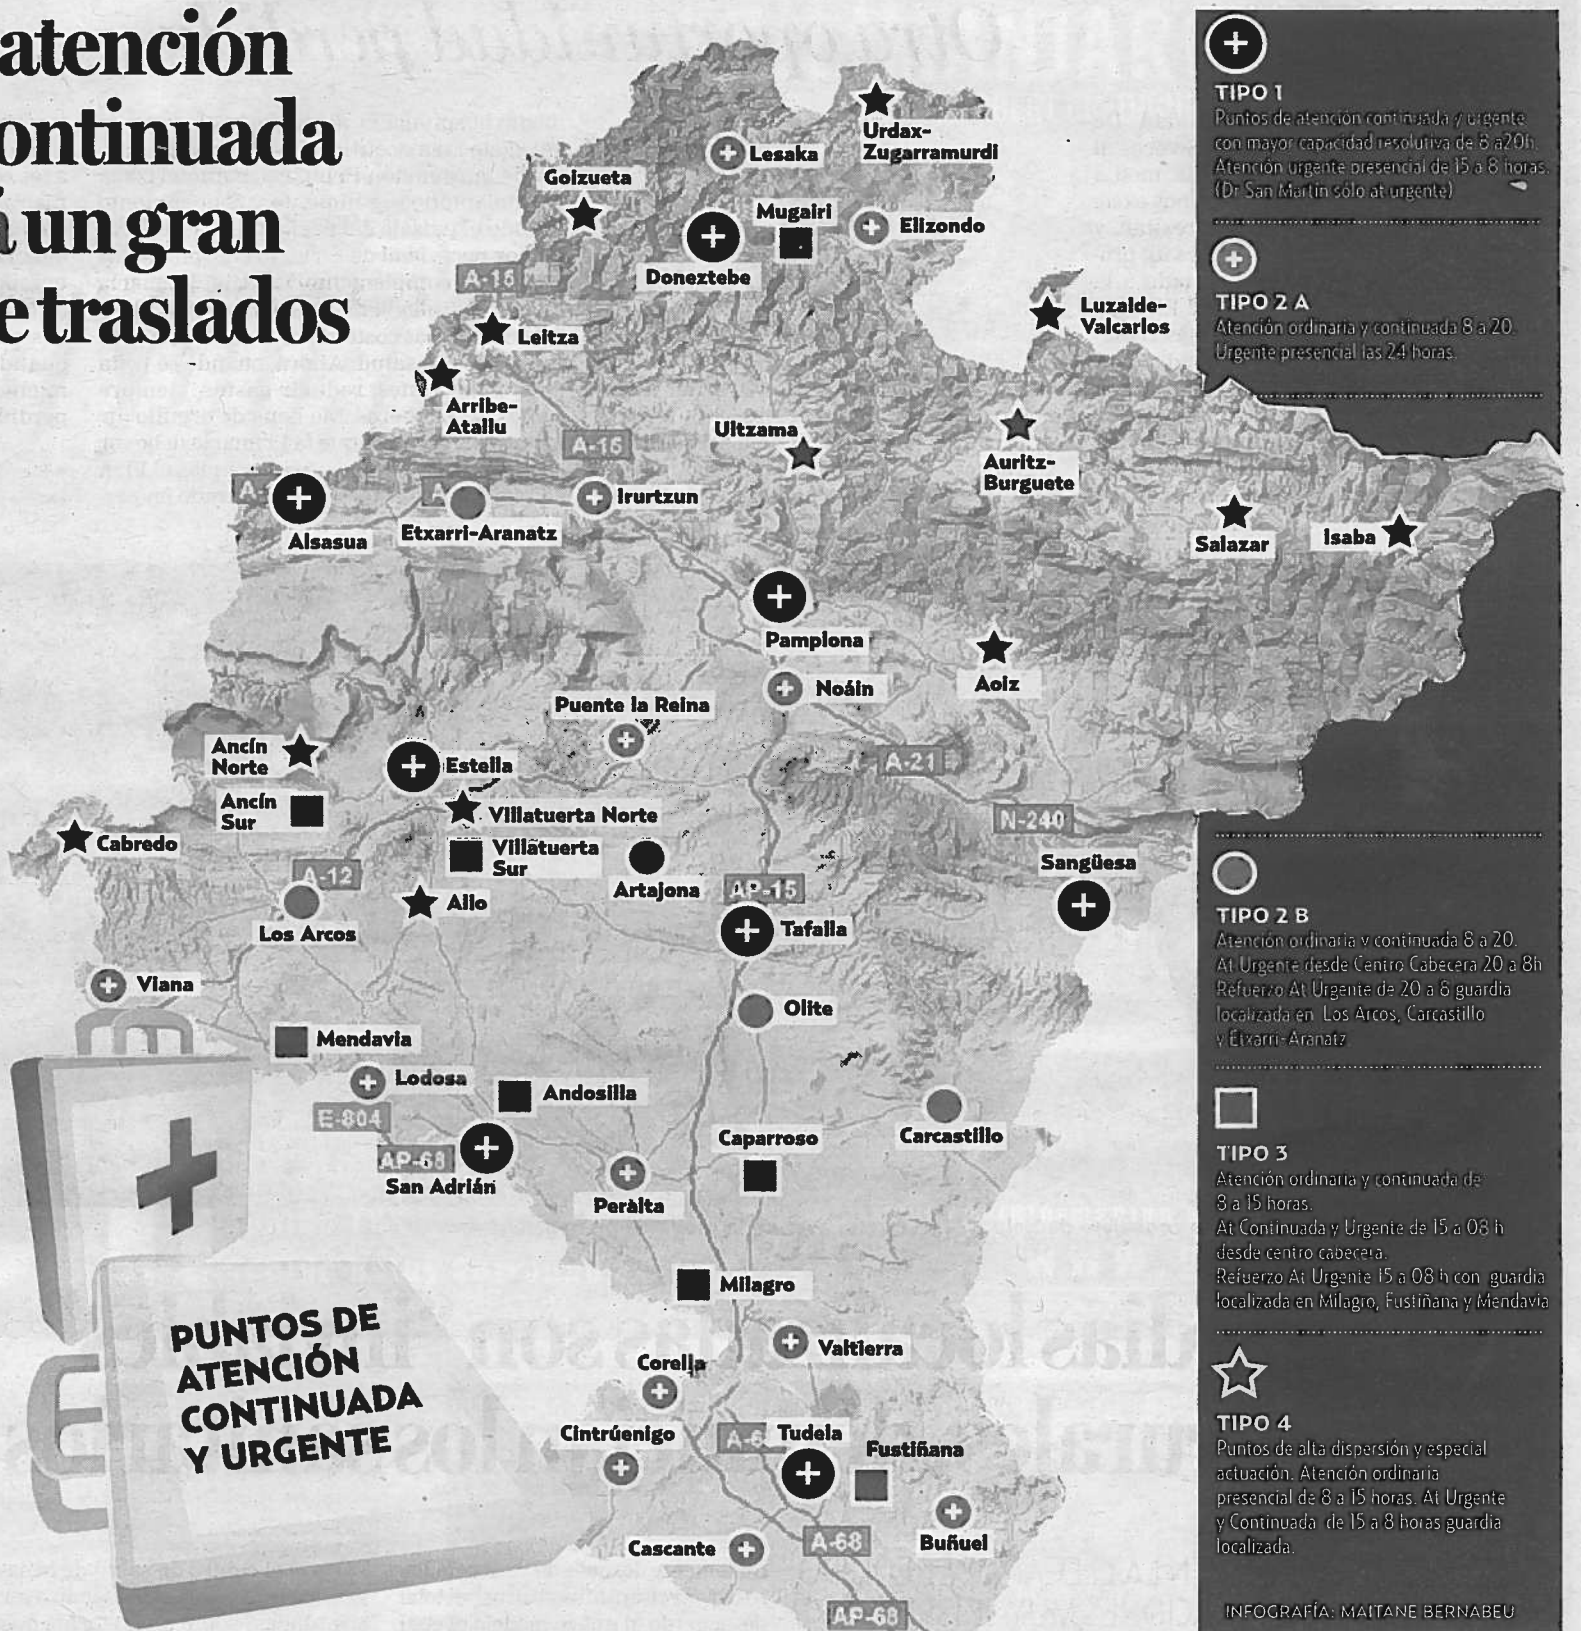 atención
ontinuada
un gran
e traslados
Urdax-
Zugarramurdi
Lesaka
Goizueta
Mugairi
Elizondo
Doneztebe
A-15
Luzaide-
Valcarlos
Leitza
Arribe-
Atallu
A-15
Ultzama
Auritz-
Burguete
A-
Alsasua
A-
Etxarri-Aranatz
Irurtzun
Salazar
Isaba
Pamplona
Noáin
Aoiz
Puente la Reina
Ancín
Norte
Estella
A-21
Ancín
Sur
Villatuerta Norte
N-240
Cabredo
Villatuerta
Sur
Artajona
Sangüesa
A-12
Allo
AP-15
Tafalla
Los Arcos
Viana
Olite
Mendavia
Lodosa
Andosilla
E-804
Carcastillo
Caparroso
AP-68
San Adrián
Peralta
Milagro
Valtierra
Corella
Cintruénigo
A-6
Tudela
Fustiñana
Cascante
A-68
Buñuel
AP-68
PUNTOS DE
ATENCIÓN
CONTINUADA
Y URGENTE
TIPO 1
Puntos de atención continuada y urgente
con mayor capacidad resolutiva de 8 a20h.
Atención urgente presencial de 15 a 8 horas.
(Dr San Martín sólo at urgente)
TIPO 2 A
Atención ordinaria y continuada 8 a 20.
Urgente presencial las 24 horas.
TIPO 2 B
Atención ordinaria y continuada 8 a 20.
At Urgente desde Centro Cabecera 20 a 8h
Refuerzo At Urgente de 20 a 8 guardia
localizada en Los Arcos, Carcastillo
y Etxarri-Aranatz
TIPO 3
Atención ordinaria y continuada de
8 a 15 horas.
At Continuada y Urgente de 15 a 08 h
desde centro cabecera.
Refuerzo At Urgente 15 a 08 h con guardia
localizada en Milagro, Fustiñana y Mendavia
TIPO 4
Puntos de alta dispersión y especial
actuación. Atención ordinaria
presencial de 8 a 15 horas. At Urgente
y Continuada de 15 a 8 horas guardia
localizada.
INFOGRAFÍA: MAITANE BERNABEU